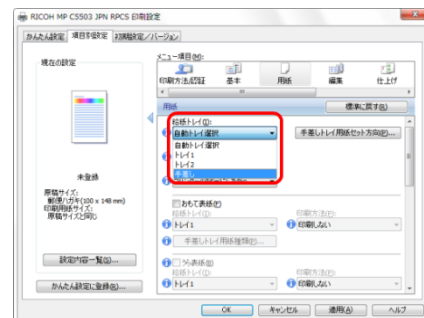 RICOH MP C5503 JPN RPCS 印刷設定
かんたん設定 項目別設定 初期設定／バージョン
現在の設定
メニュー項目(M):
印刷方法/認証 基本 用紙 編集 仕上げ
用紙
標準に戻す(R)
給紙トレイ(I):
自動トレイ選択
手差しトレイ用紙セット方向(P)...
自動トレイ選択
トレイ1
トレイ2
手差し
未登録
原稿サイズ:
郵便ハガキ(100 x 148 mm)
印刷用紙サイズ:
原稿サイズと同じ
おもて表紙(P)
給紙トレイ(I):
印刷方法(P):
トレイ1
印刷しない
手差しトレイ用紙種類(P)...
うら表紙(B)
給紙トレイ(I):
印刷方法(P):
トレイ1
印刷しない
設定内容一覧(G)...
かんたん設定に登録(B)...
OK キャンセル 適用(A) ヘルプ